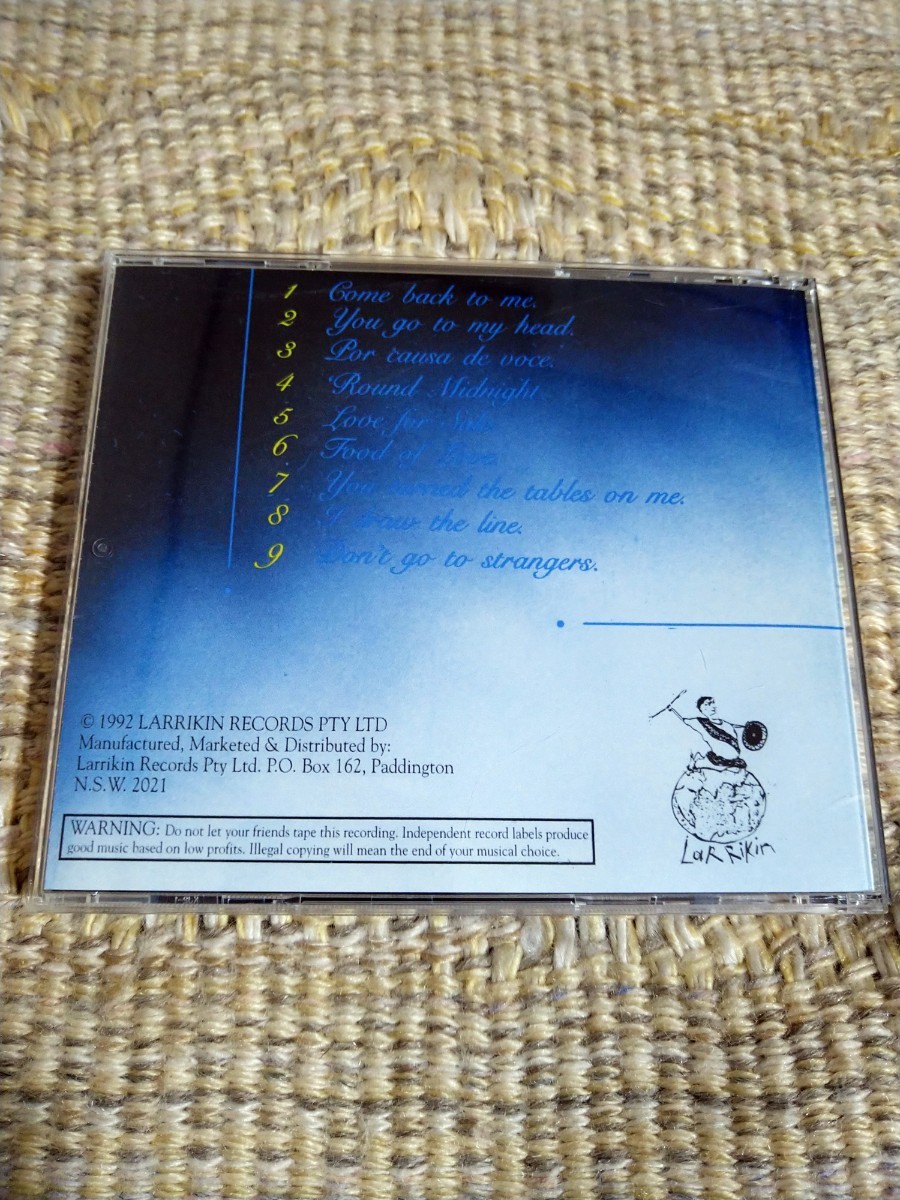 1 Come back to me.
2 You go to my head.
3 Por causa de voce.
4 'Round Midnight
5 Love for Sale
6 Food of Love.
7 You turned the tables on me.
8 I draw the line.
9 Don't go to strangers.
© 1992 LARRIKIN RECORDS PTY LTD
Manufactured, Marketed & Distributed by:
Larrikin Records Pty Ltd. P.O. Box 162, Paddington
N.S.W. 2021
WARNING: Do not let your friends tape this recording. Independent record labels produce
good music based on low profits. Illegal copying will mean the end of your musical choice.
LaRRikin